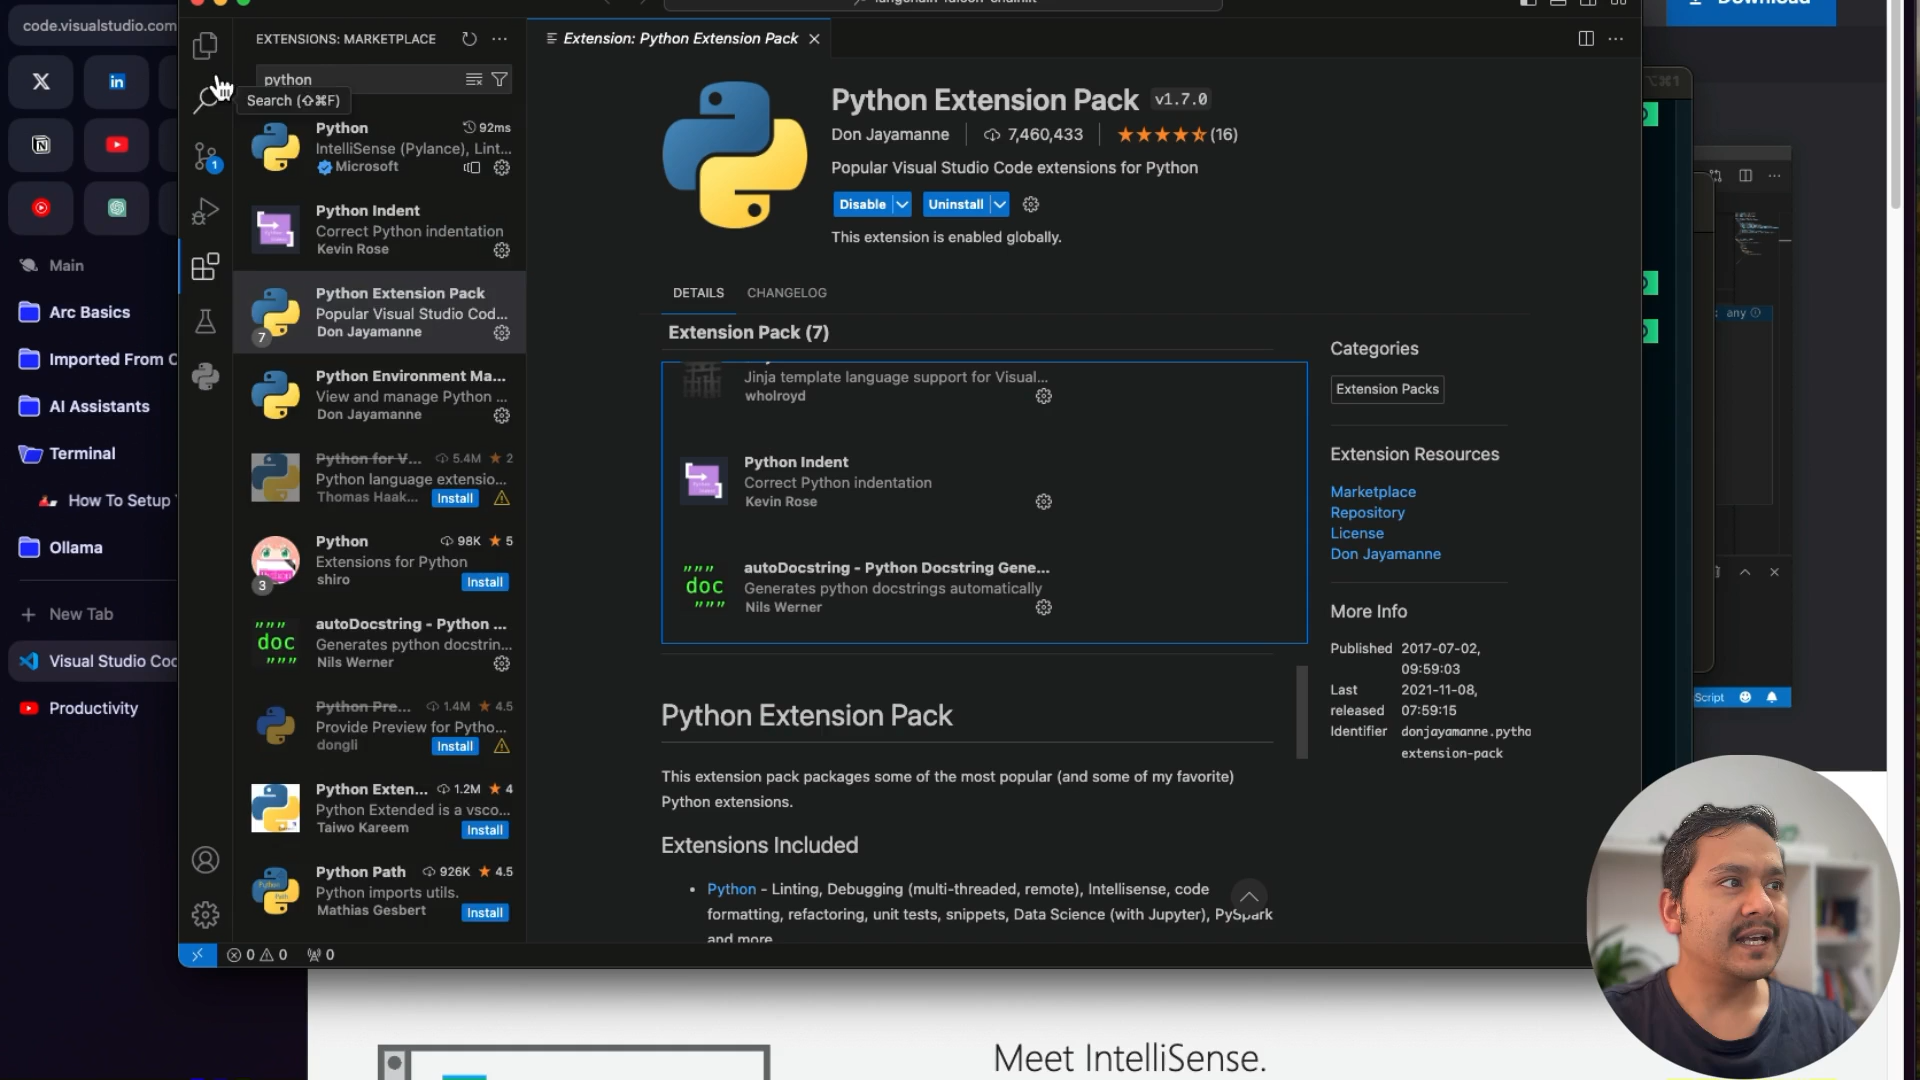 code.visualstudio.com
Main
Arc Basics
Imported From C
AI Assistants
Terminal
How To Setup
Ollama
New Tab
Visual Studio Coc
Productivity
EXTENSIONS: MARKETPLACE
python
Search (⇧⌘F)
1
Python
92ms
IntelliSense (Pylance), Lint...
Microsoft
Python Indent
Correct Python indentation
Kevin Rose
Python Extension Pack
Popular Visual Studio Cod...
Don Jayamanne
7
Python Environment Ma...
View and manage Python ...
Don Jayamanne
Python for V... 5.4M ★ 2
Python language extensio...
Thomas Haak... Install
Python 98K ★ 5
Extensions for Python
shiro Install
3
autoDocstring - Python ...
Generates python docstrin...
Nils Werner
Python Pre... 1.4M ★ 4.5
Provide Preview for Pytho...
dongli Install
Python Exten... 1.2M ★ 4
Python Extended is a vsco...
Taiwo Kareem Install
Python Path 926K ★ 4.5
Python imports utils.
Mathias Gesbert Install
0 0 0
Extension: Python Extension Pack
Python Extension Pack v1.7.0
Don Jayamanne 7,460,433 (16)
Popular Visual Studio Code extensions for Python
Disable Uninstall
This extension is enabled globally.
DETAILS CHANGELOG
Extension Pack (7)
Jinja template language support for Visual...
wholroyd
Python Indent
Correct Python indentation
Kevin Rose
""" doc """
autoDocstring - Python Docstring Gene...
Generates python docstrings automatically
Nils Werner
Python Extension Pack
This extension pack packages some of the most popular (and some of my favorite)
Python extensions.
Extensions Included
• Python - Linting, Debugging (multi-threaded, remote), Intellisense, code
formatting, refactoring, unit tests, snippets, Data Science (with Jupyter), PySpark
and more
Categories
Extension Packs
Extension Resources
Marketplace
Repository
License
Don Jayamanne
More Info
Published 2017-07-02,
09:59:03
Last 2021-11-08,
released 07:59:15
Identifier donjayamanne.pytho
extension-pack
Download
⌥⌘1
any
Script
Meet IntelliSense.